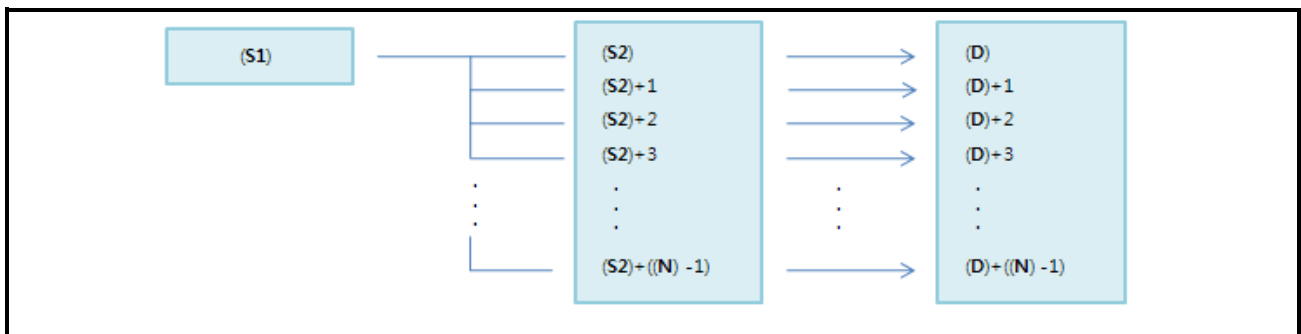 (S1) (S2) (D)
(S2)+1 (D)+1
(S2)+2 (D)+2
(S2)+3 (D)+3
(S2)+((N) -1) (D)+((N) -1)